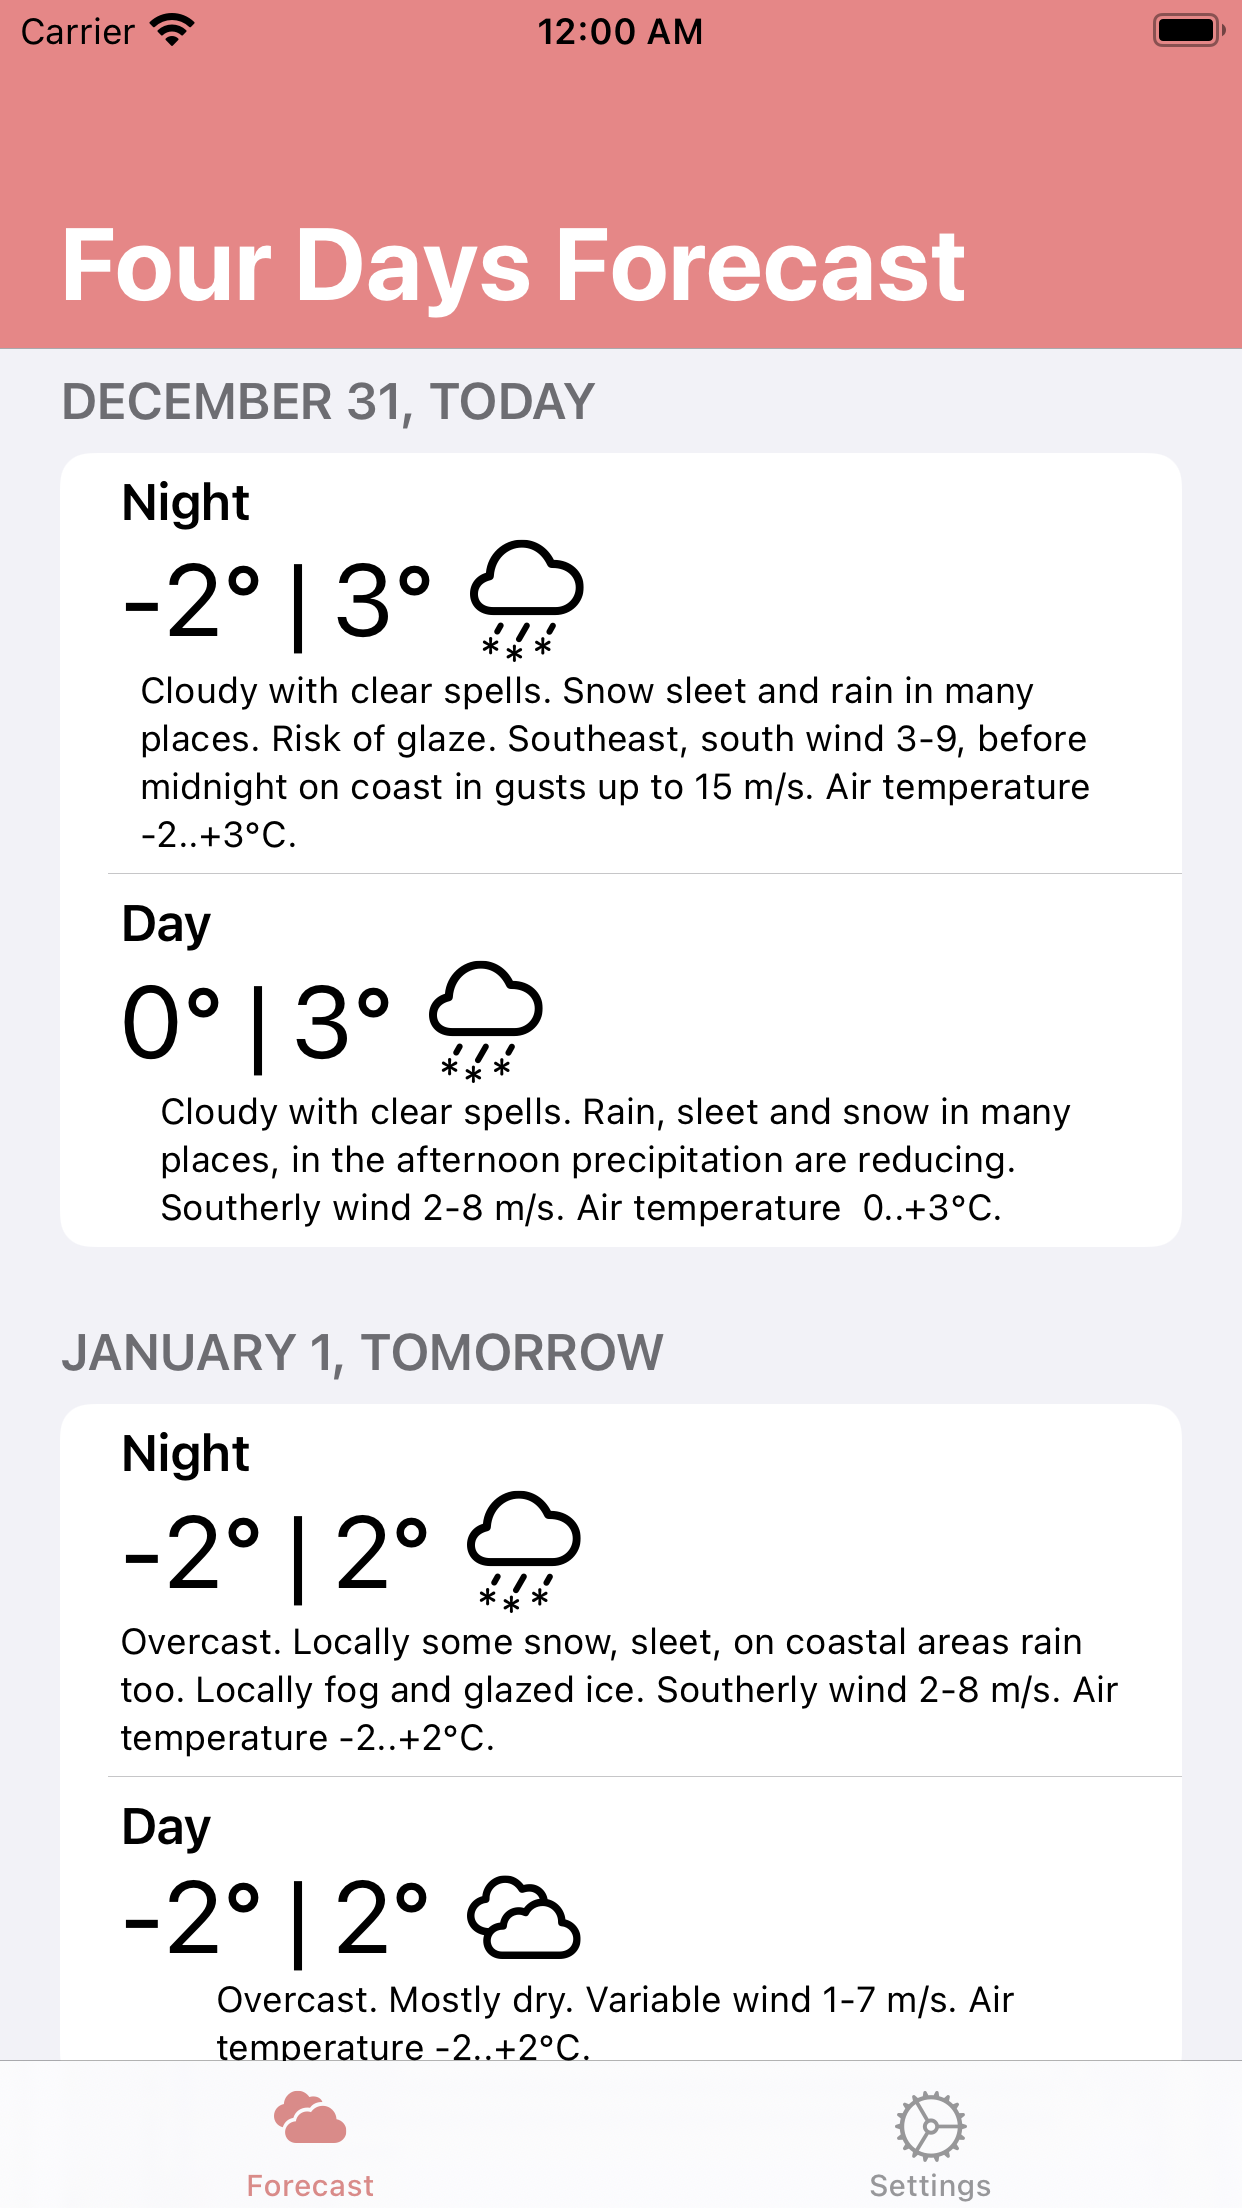 Carrier 12:00 AM
Four Days Forecast
DECEMBER 31, TODAY
Night
-2° | 3°
Cloudy with clear spells. Snow sleet and rain in many
places. Risk of glaze. Southeast, south wind 3-9, before
midnight on coast in gusts up to 15 m/s. Air temperature
-2..+3°C.
Day
0° | 3°
Cloudy with clear spells. Rain, sleet and snow in many
places, in the afternoon precipitation are reducing.
Southerly wind 2-8 m/s. Air temperature  0..+3°C.
JANUARY 1, TOMORROW
Night
-2° | 2°
Overcast. Locally some snow, sleet, on coastal areas rain
too. Locally fog and glazed ice. Southerly wind 2-8 m/s. Air
temperature -2..+2°C.
Day
-2° | 2°
Overcast. Mostly dry. Variable wind 1-7 m/s. Air
temperature -2..+2°C.
Forecast Settings